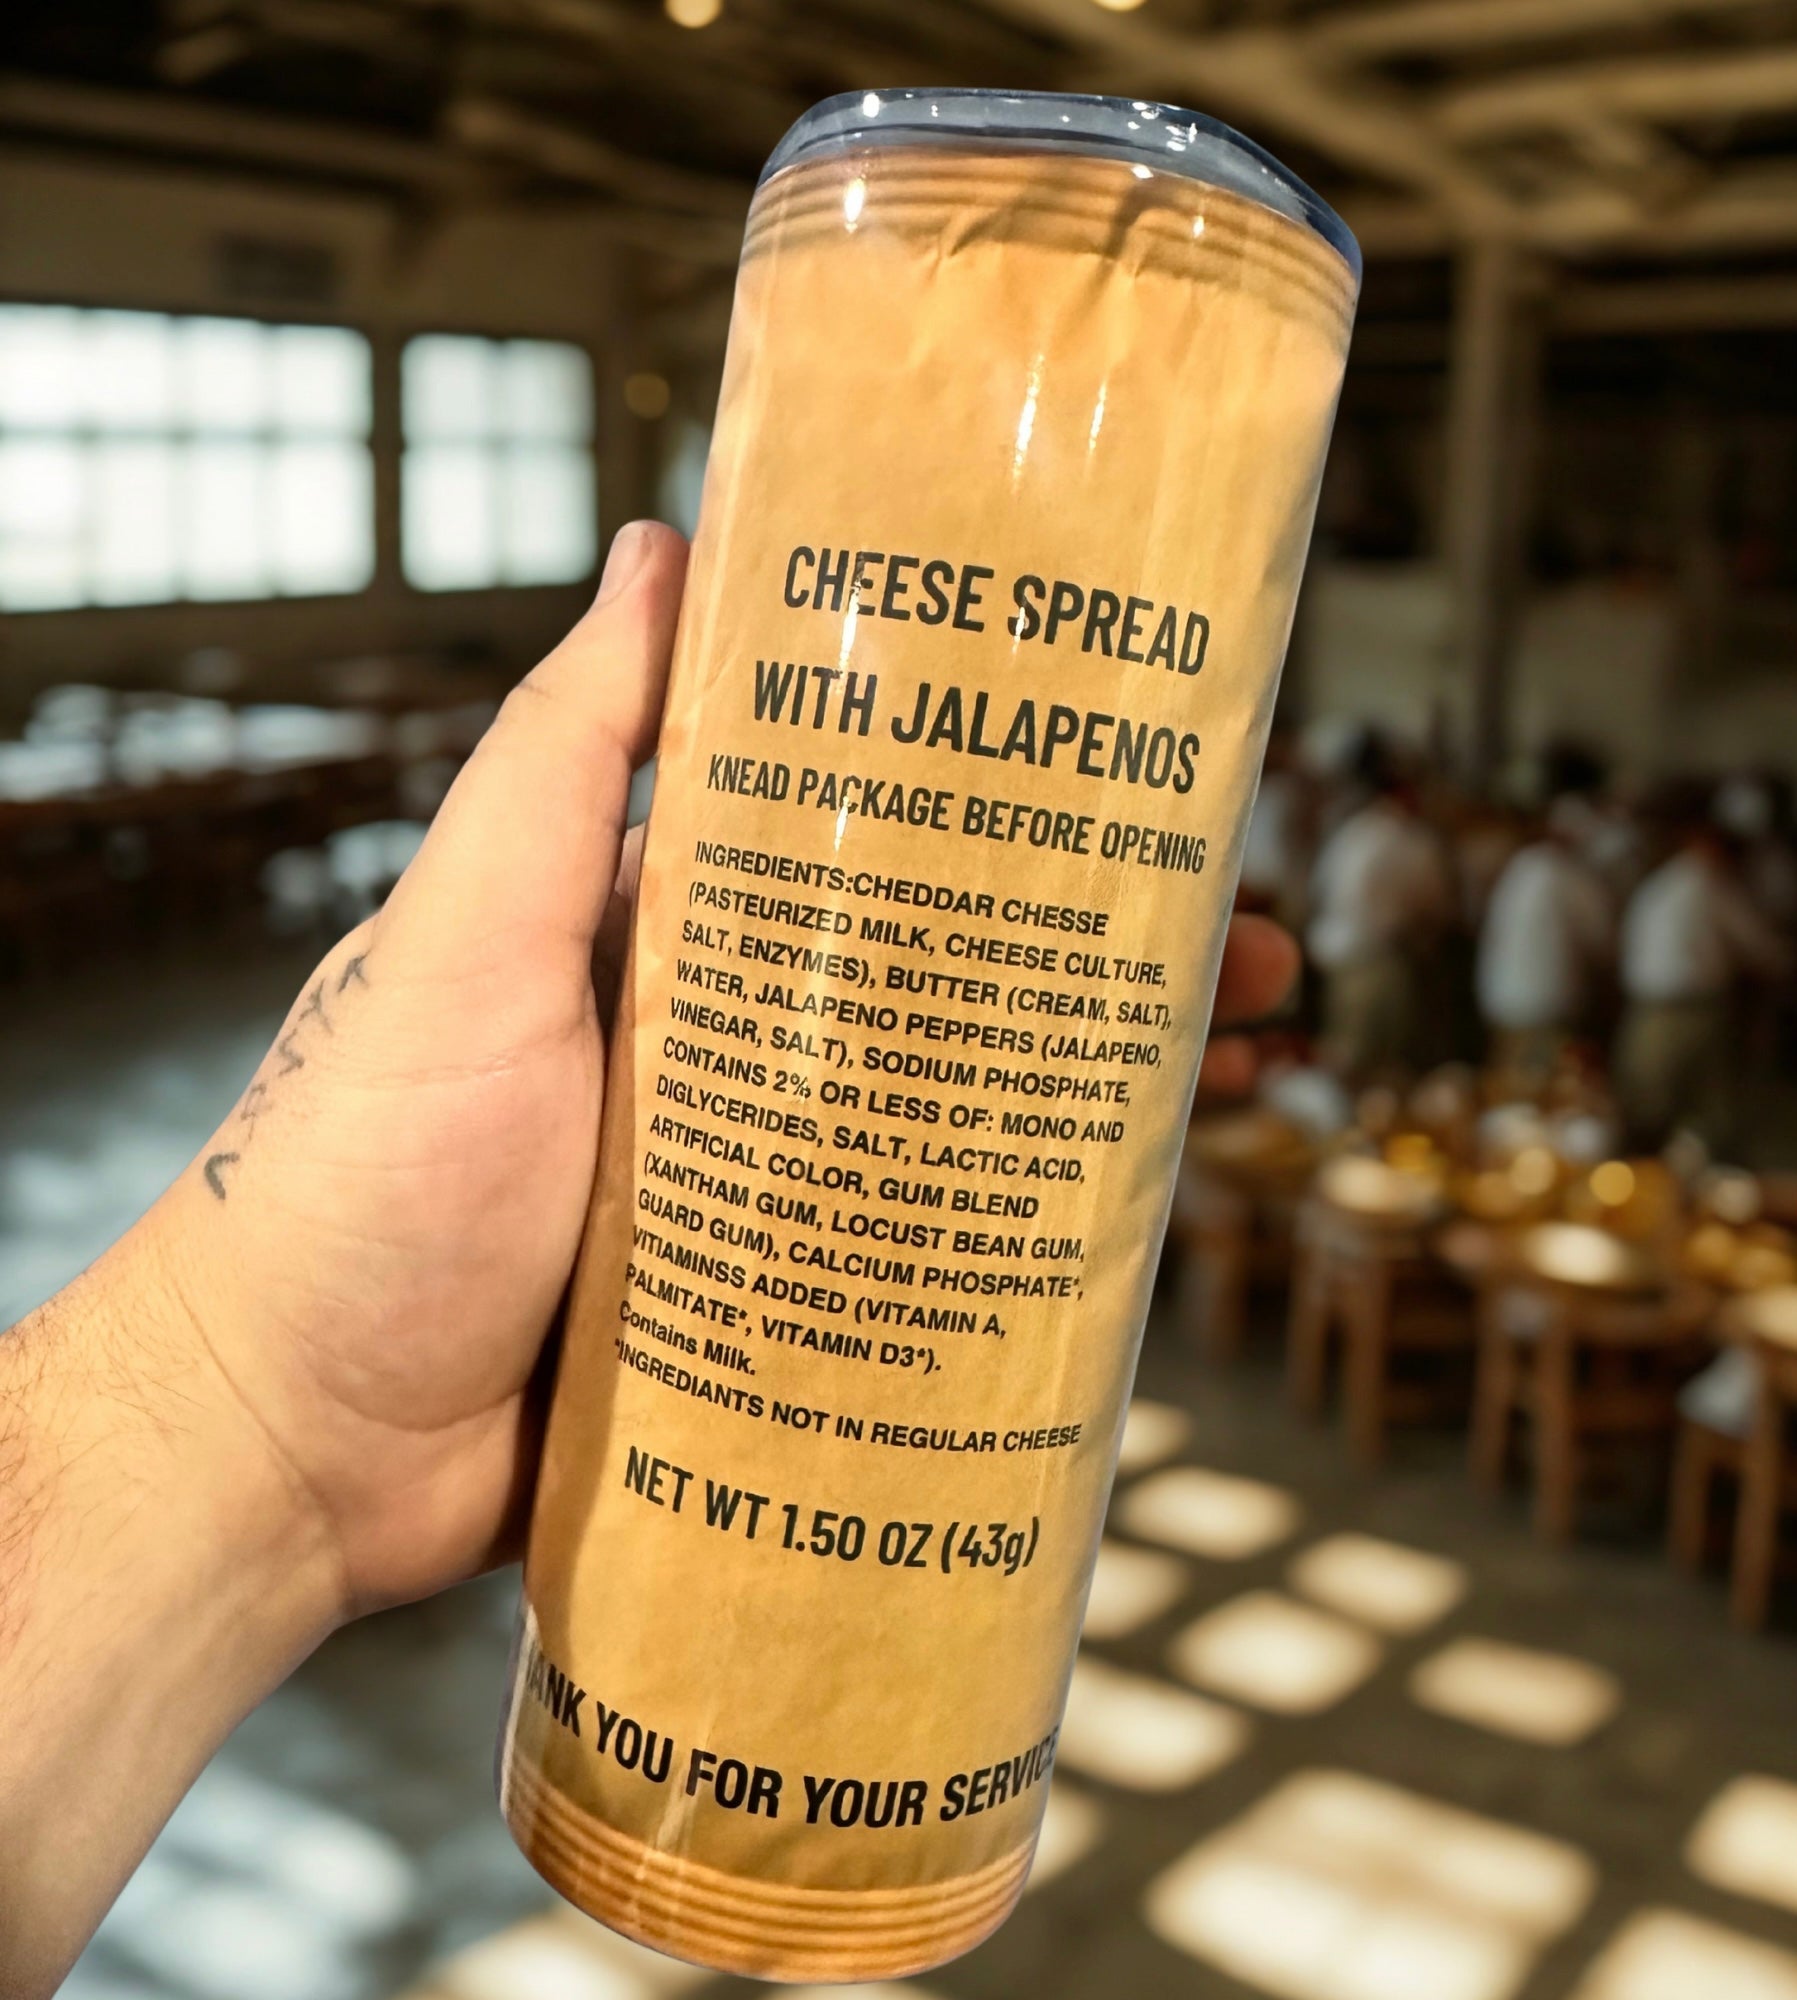 CHEESE SPREAD
WITH JALAPENOS
KNEAD PACKAGE BEFORE OPENING
INGREDIENTS:CHEDDAR CHESSE
(PASTEURIZED MILK, CHEESE CULTURE,
SALT, ENZYMES), BUTTER (CREAM, SALT),
WATER, JALAPENO PEPPERS (JALAPENO,
VINEGAR, SALT), SODIUM PHOSPHATE,
CONTAINS 2% OR LESS OF: MONO AND
DIGLYCERIDES, SALT, LACTIC ACID,
ARTIFICIAL COLOR, GUM BLEND
(XANTHAM GUM, LOCUST BEAN GUM,
GUARD GUM), CALCIUM PHOSPHATE*,
VITIAMINSS ADDED (VITAMIN A,
PALMITATE*, VITAMIN D3*).
Contains Milk.
*INGREDIANTS NOT IN REGULAR CHEESE
NET WT 1.50 OZ (43g)
ANK YOU FOR YOUR SERVICE